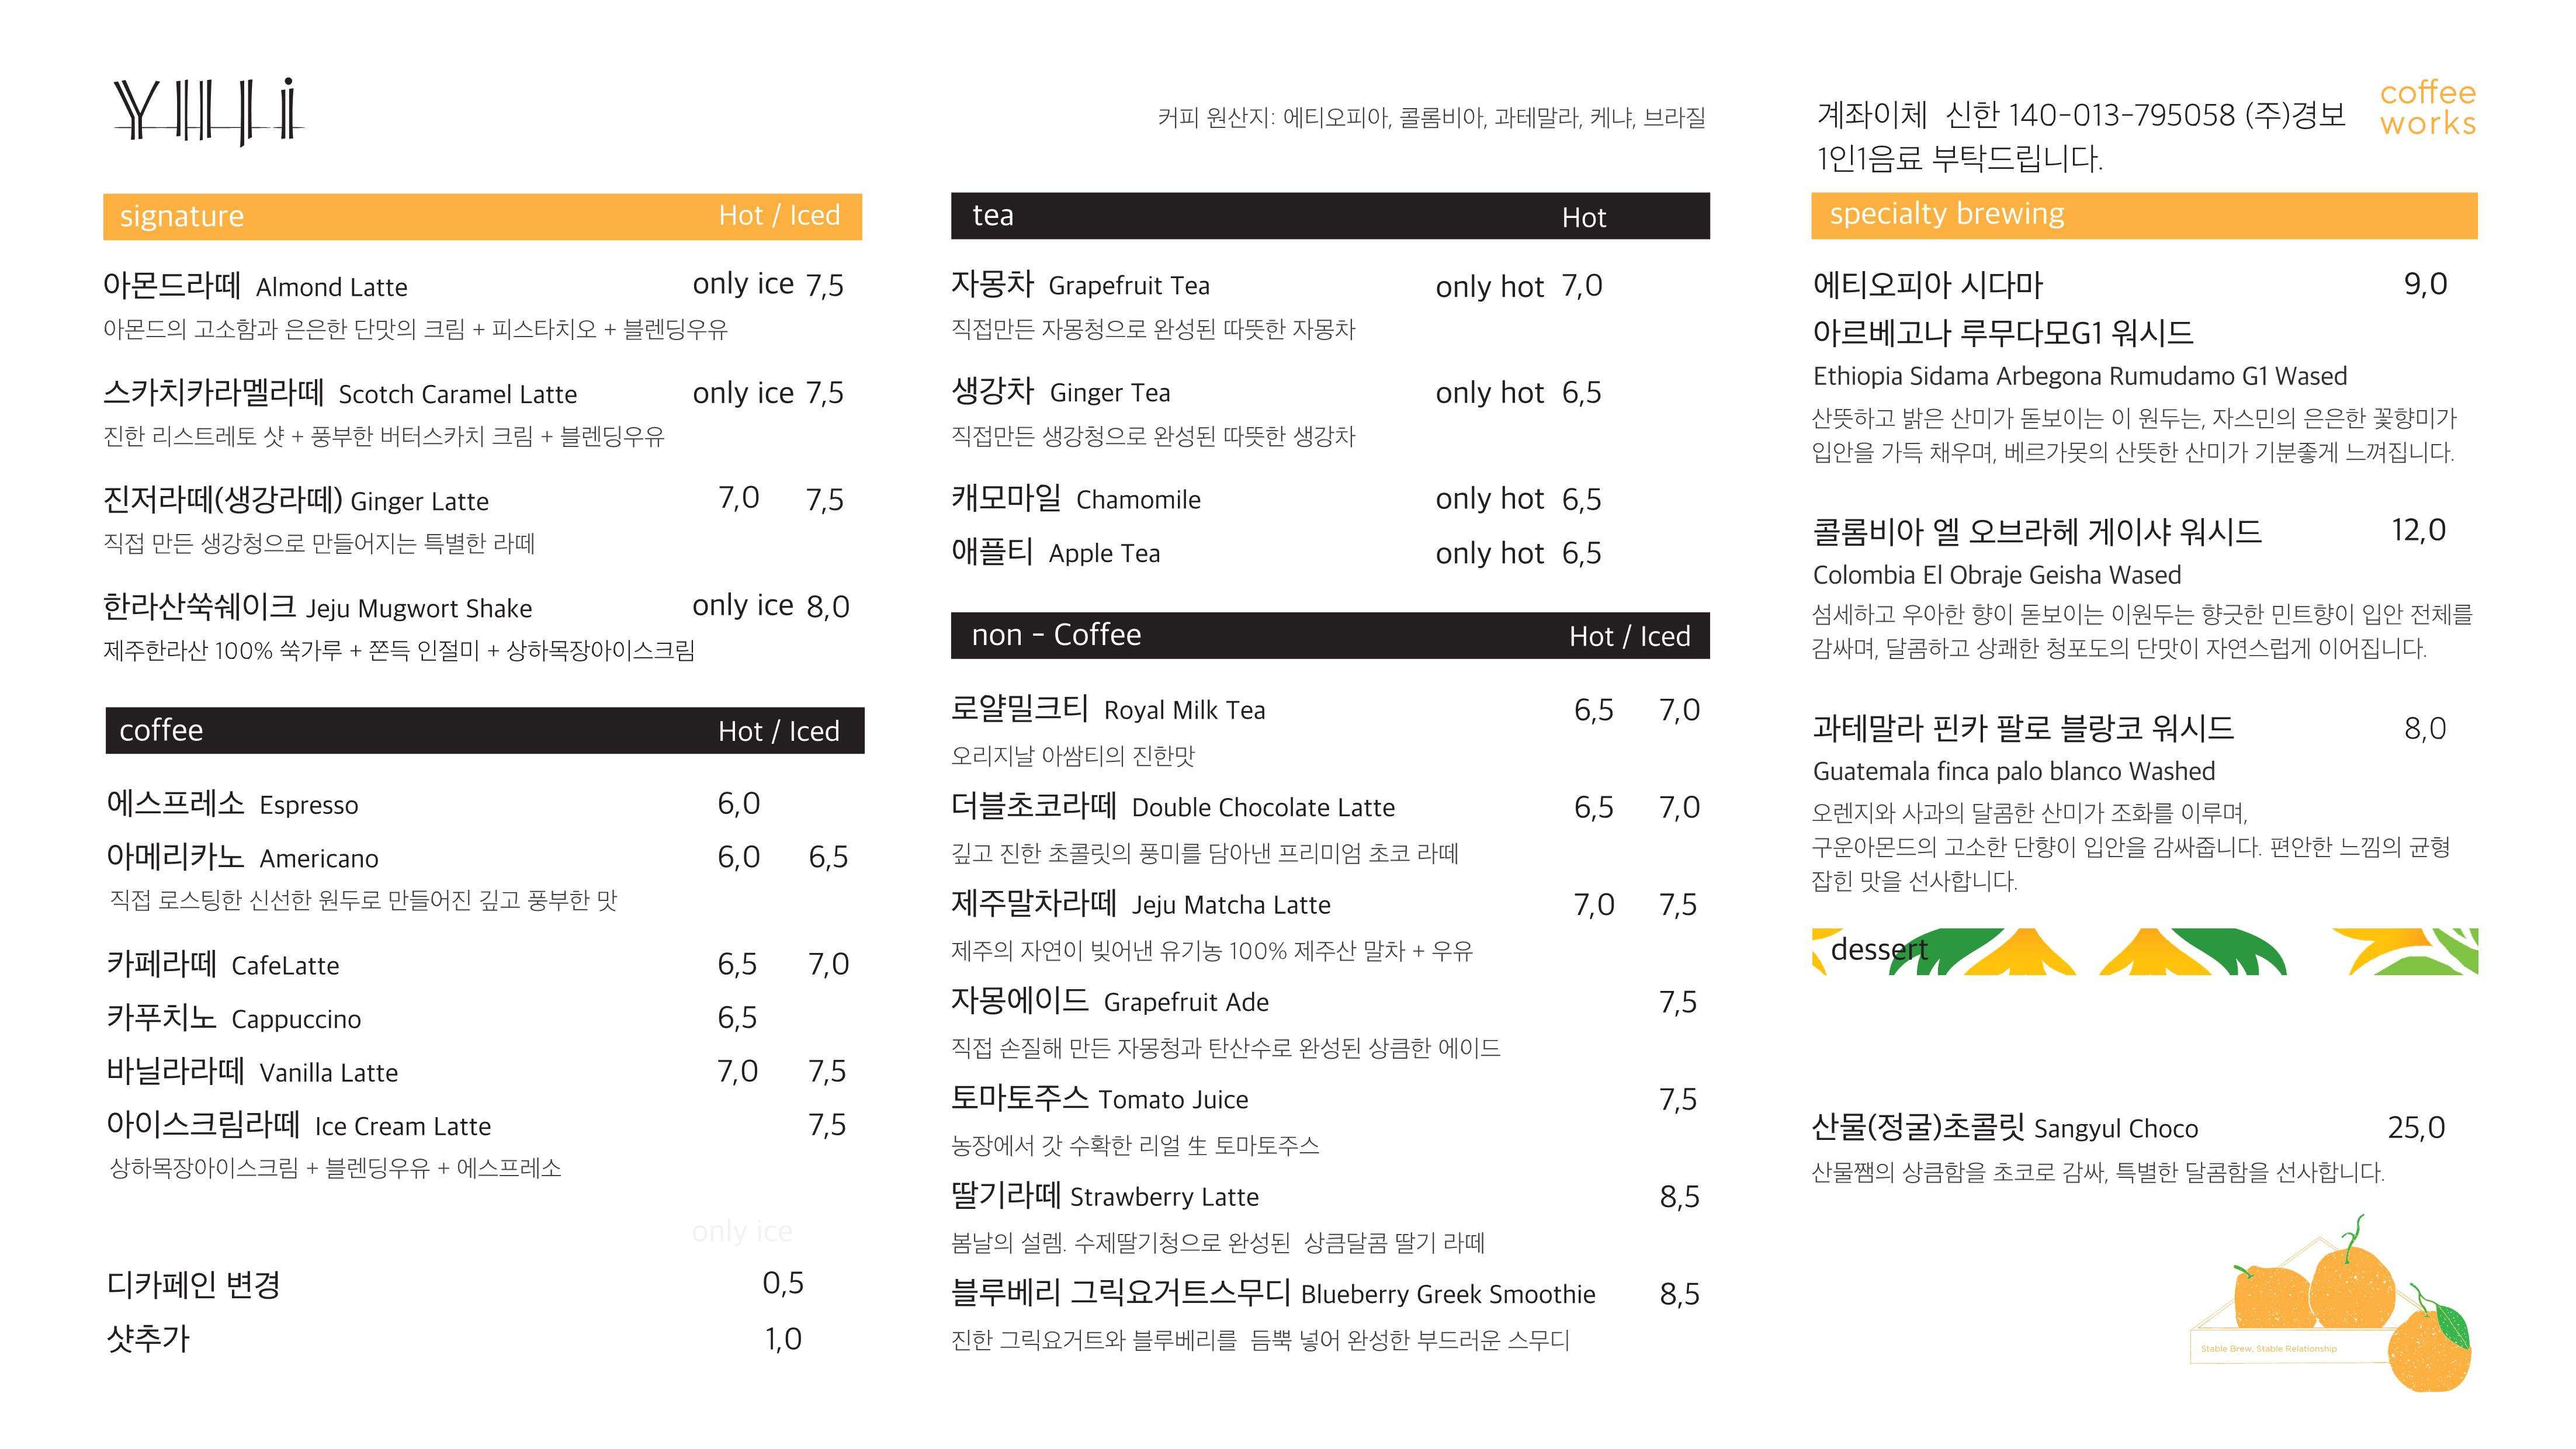 커피 원산지: 에티오피아, 콜롬비아, 과테말라, 케냐, 브라질
계좌이체 신한 140-013-795058 (주)경보
1인1음료 부탁드립니다.
coffee
works
signature Hot / Iced
아몬드라떼 Almond Latte only ice 7,5
아몬드의 고소함과 은은한 단맛의 크림 + 피스타치오 + 블렌딩우유
스카치카라멜라떼 Scotch Caramel Latte only ice 7,5
진한 리스트레토 샷 + 풍부한 버터스카치 크림 + 블렌딩우유
진저라떼(생강라떼) Ginger Latte 7,0 7,5
직접 만든 생강청으로 만들어지는 특별한 라떼
한라산쑥쉐이크 Jeju Mugwort Shake only ice 8,0
제주한라산 100% 쑥가루 + 쫀득 인절미 + 상하목장아이스크림
coffee Hot / Iced
에스프레소 Espresso 6,0
아메리카노 Americano 6,0 6,5
직접 로스팅한 신선한 원두로 만들어진 깊고 풍부한 맛
카페라떼 CafeLatte 6,5 7,0
카푸치노 Cappuccino 6,5
바닐라라떼 Vanilla Latte 7,0 7,5
아이스크림라떼 Ice Cream Latte 7,5
상하목장아이스크림 + 블렌딩우유 + 에스프레소
only ice
디카페인 변경 0,5
샷추가 1,0
tea Hot
자몽차 Grapefruit Tea only hot 7,0
직접만든 자몽청으로 완성된 따뜻한 자몽차
생강차 Ginger Tea only hot 6,5
직접만든 생강청으로 완성된 따뜻한 생강차
캐모마일 Chamomile only hot 6,5
애플티 Apple Tea only hot 6,5
non - Coffee Hot / Iced
로얄밀크티 Royal Milk Tea 6,5 7,0
오리지날 아쌈티의 진한맛
더블초코라떼 Double Chocolate Latte 6,5 7,0
깊고 진한 초콜릿의 풍미를 담아낸 프리미엄 초코 라떼
제주말차라떼 Jeju Matcha Latte 7,0 7,5
제주의 자연이 빚어낸 유기농 100% 제주산 말차 + 우유
자몽에이드 Grapefruit Ade 7,5
직접 손질해 만든 자몽청과 탄산수로 완성된 상큼한 에이드
토마토주스 Tomato Juice 7,5
농장에서 갓 수확한 리얼 生 토마토주스
딸기라떼 Strawberry Latte 8,5
봄날의 설렘. 수제딸기청으로 완성된 상큼달콤 딸기 라떼
블루베리 그릭요거트스무디 Blueberry Greek Smoothie 8,5
진한 그릭요거트와 블루베리를 듬뿍 넣어 완성한 부드러운 스무디
specialty brewing
에티오피아 시다마 9,0
아르베고나 루무다모G1 워시드
Ethiopia Sidama Arbegona Rumudamo G1 Wased
산뜻하고 밝은 산미가 돋보이는 이 원두는, 자스민의 은은한 꽃향미가
입안을 가득 채우며, 베르가못의 산뜻한 산미가 기분좋게 느껴집니다.
콜롬비아 엘 오브라헤 게이샤 워시드 12,0
Colombia El Obraje Geisha Wased
섬세하고 우아한 향이 돋보이는 이원두는 향긋한 민트향이 입안 전체를
감싸며, 달콤하고 상쾌한 청포도의 단맛이 자연스럽게 이어집니다.
과테말라 핀카 팔로 블랑코 워시드 8,0
Guatemala finca palo blanco Washed
오렌지와 사과의 달콤한 산미가 조화를 이루며,
구운아몬드의 고소한 단향이 입안을 감싸줍니다. 편안한 느낌의 균형
잡힌 맛을 선사합니다.
dessert
산물(정귤)초콜릿 Sangyul Choco 25,0
산물쨈의 상큼함을 초코로 감싸, 특별한 달콤함을 선사합니다.
Stable Brew, Stable Relationship